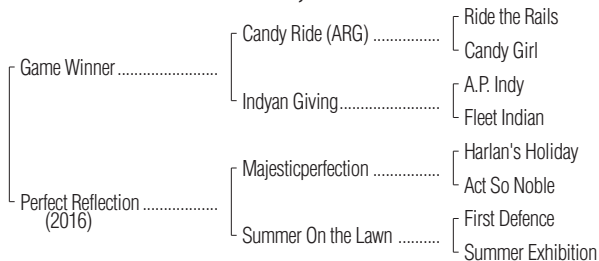 Ride the Rails
Candy Ride (ARG) ................
Candy Girl
Game Winner ........................
A.P. Indy
Indyan Giving........................
Fleet Indian
Harlan's Holiday
Majesticperfection ................
Act So Noble
Perfect Reflection ..................
(2016)
First Defence
Summer On the Lawn ..........
Summer Exhibition